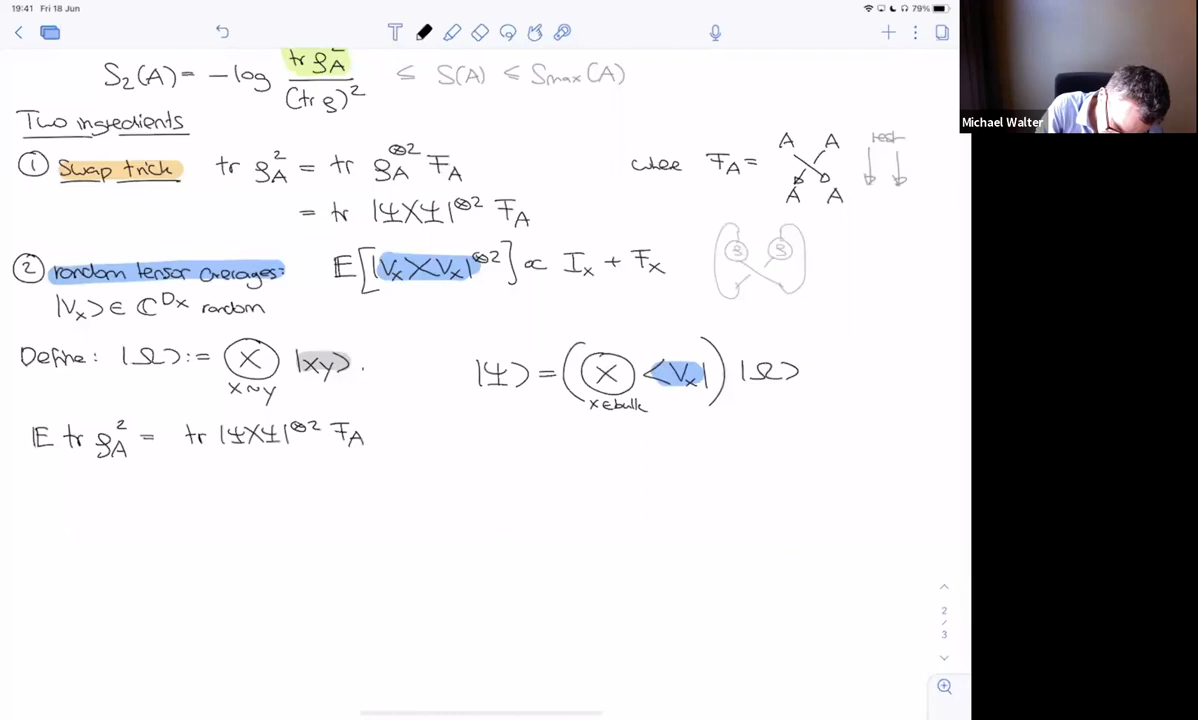 19:41 Fri 18 Jun
79%
S₂(A) = -log tr ρ_A² / (tr ρ)² ≤ S(A) ≤ Smax(A)
Two ingredients
① Swap trick tr ρ_A² = tr ρ_A^{⊗2} F_A where F_A = A A rest
A A
= tr |Ψ⟩⟨Ψ|^{⊗2} F_A
ρ ρ
② random tensor averages: E[|V_x⟩⟨V_x|^{⊗2}] ∝ I_x + F_x
|V_x⟩ ∈ ℂ^{D_x} random
Define: |Ω⟩ := ⊗_{x~y} |xy⟩. |Ψ⟩ = (⊗_{x∈bulk} ⟨V_x|) |Ω⟩
E tr ρ_A² = tr |Ψ⟩⟨Ψ|^{⊗2} F_A
2
/
3
Michael Walter